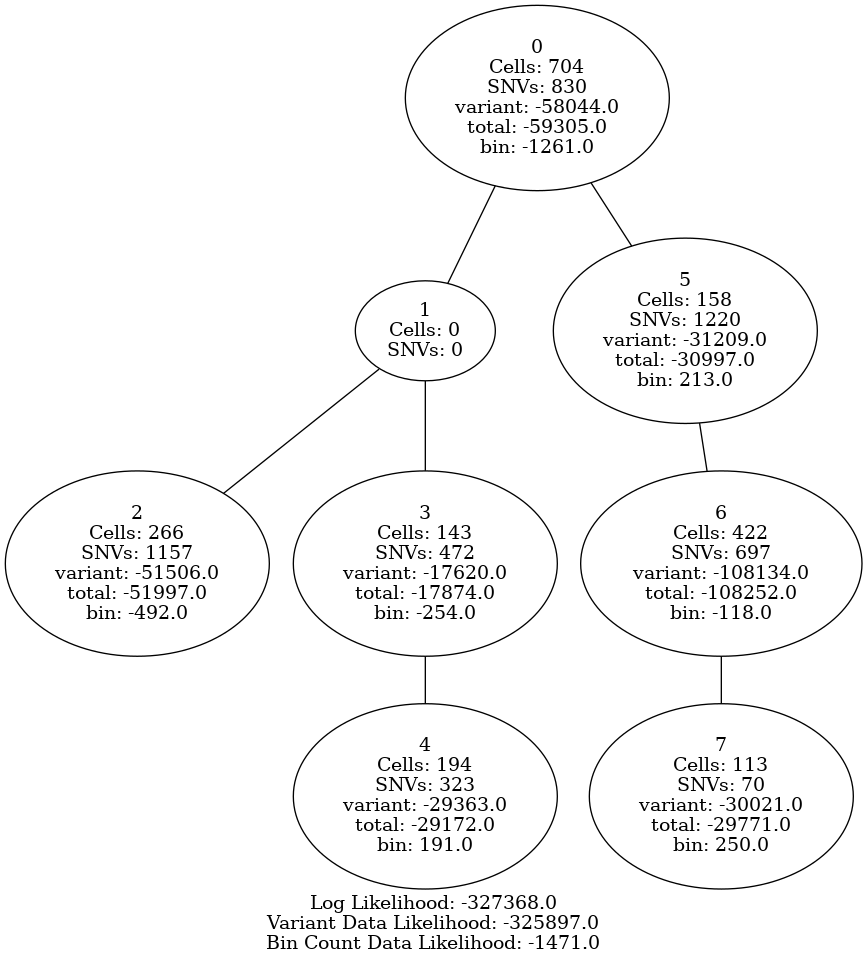 0
Cells: 704
SNVs: 830
variant: -58044.0
total: -59305.0
bin: -1261.0
1
Cells: 0
SNVs: 0
5
Cells: 158
SNVs: 1220
variant: -31209.0
total: -30997.0
bin: 213.0
2
Cells: 266
SNVs: 1157
variant: -51506.0
total: -51997.0
bin: -492.0
3
Cells: 143
SNVs: 472
variant: -17620.0
total: -17874.0
bin: -254.0
6
Cells: 422
SNVs: 697
variant: -108134.0
total: -108252.0
bin: -118.0
4
Cells: 194
SNVs: 323
variant: -29363.0
total: -29172.0
bin: 191.0
7
Cells: 113
SNVs: 70
variant: -30021.0
total: -29771.0
bin: 250.0
Log Likelihood: -327368.0
Variant Data Likelihood: -325897.0
Bin Count Data Likelihood: -1471.0